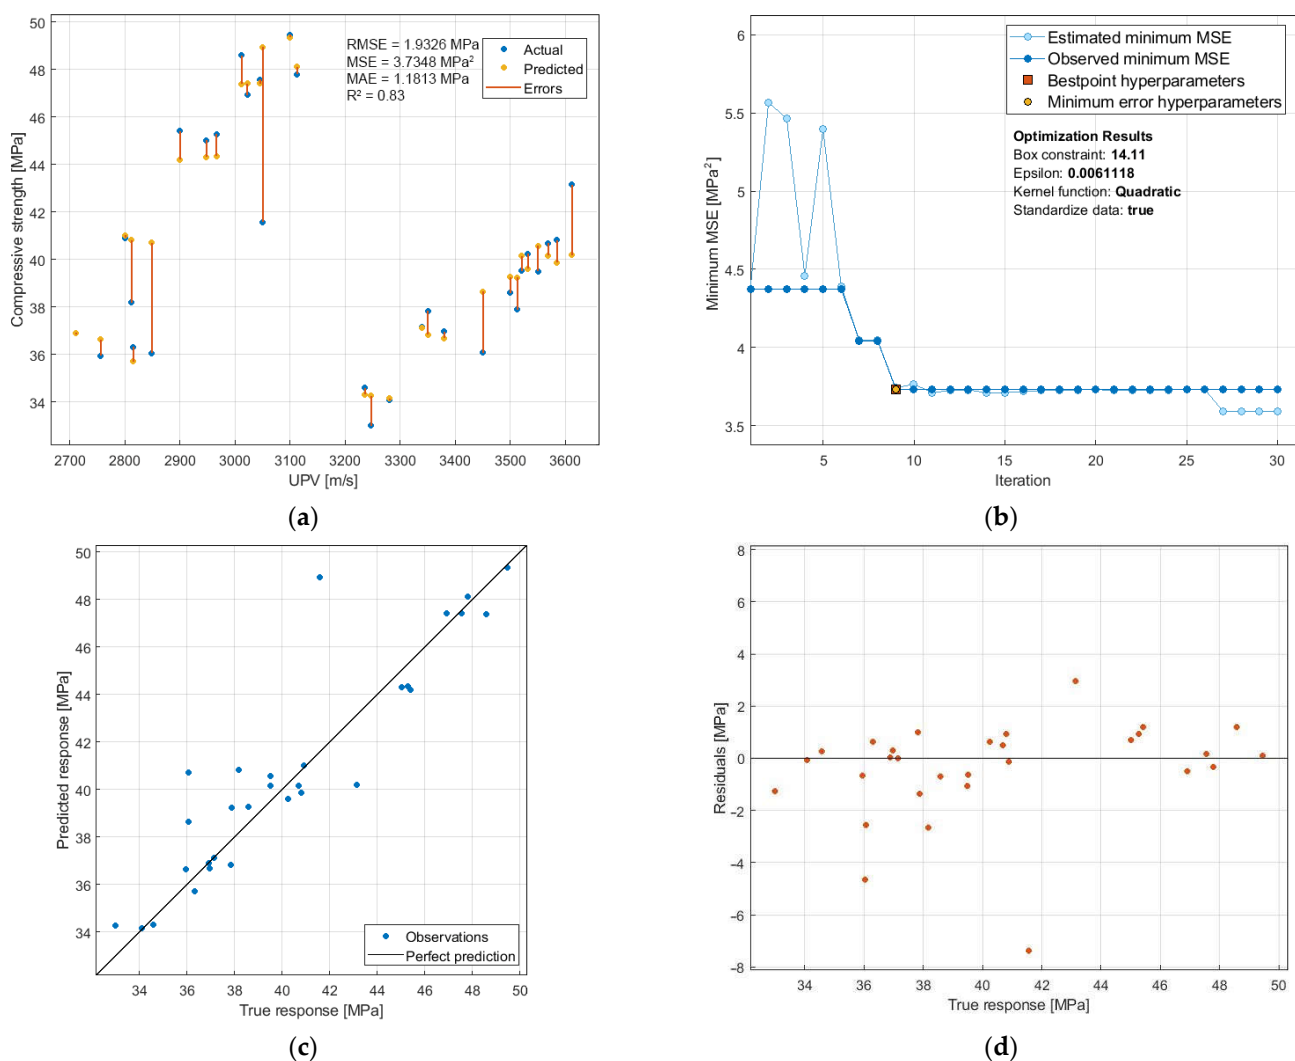 50
48
46
44
42
40
38
36
34
Compressive strength [MPa]
RMSE = 1.9326 MPa
MSE = 3.7348 MPa²
MAE = 1.1813 MPa
R² = 0.83
Actual
Predicted
Errors
2700 2800 2900 3000 3100 3200 3300 3400 3500 3600
UPV [m/s]
(a)
6
5.5
5
4.5
4
3.5
Minimum MSE [MPa²]
Estimated minimum MSE
Observed minimum MSE
Bestpoint hyperparameters
Minimum error hyperparameters
Optimization Results
Box constraint: 14.11
Epsilon: 0.0061118
Kernel function: Quadratic
Standardize data: true
5 10 15 20 25 30
Iteration
(b)
50
48
46
44
42
40
38
36
34
Predicted response [MPa]
Observations
Perfect prediction
34 36 38 40 42 44 46 48 50
True response [MPa]
(c)
8
6
4
2
0
-2
-4
-6
-8
Residuals [MPa]
34 36 38 40 42 44 46 48 50
True response [MPa]
(d)